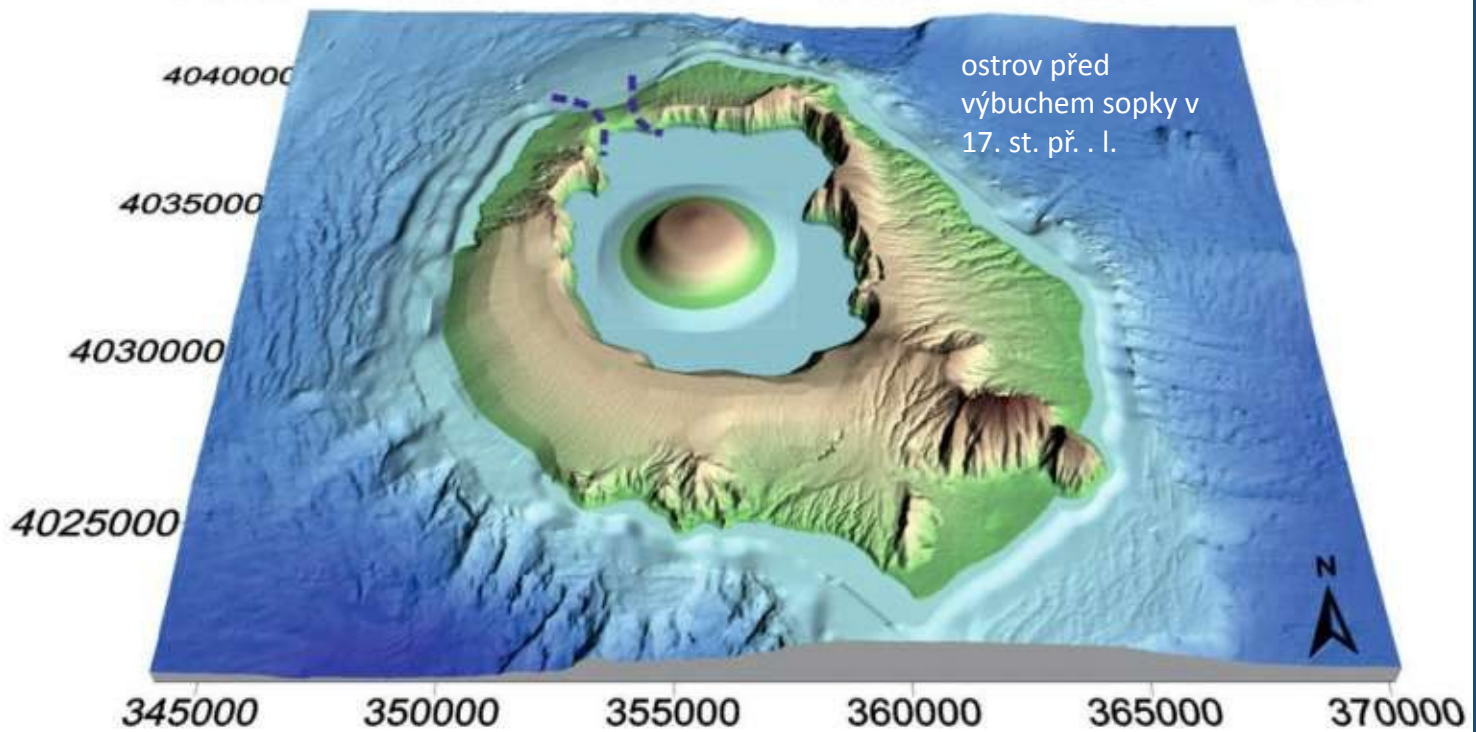 4040000
ostrov před
výbuchem sopky v
17. st. př. . l.
4035000
4030000
4025000
N
345000 350000 355000 360000 365000 370000